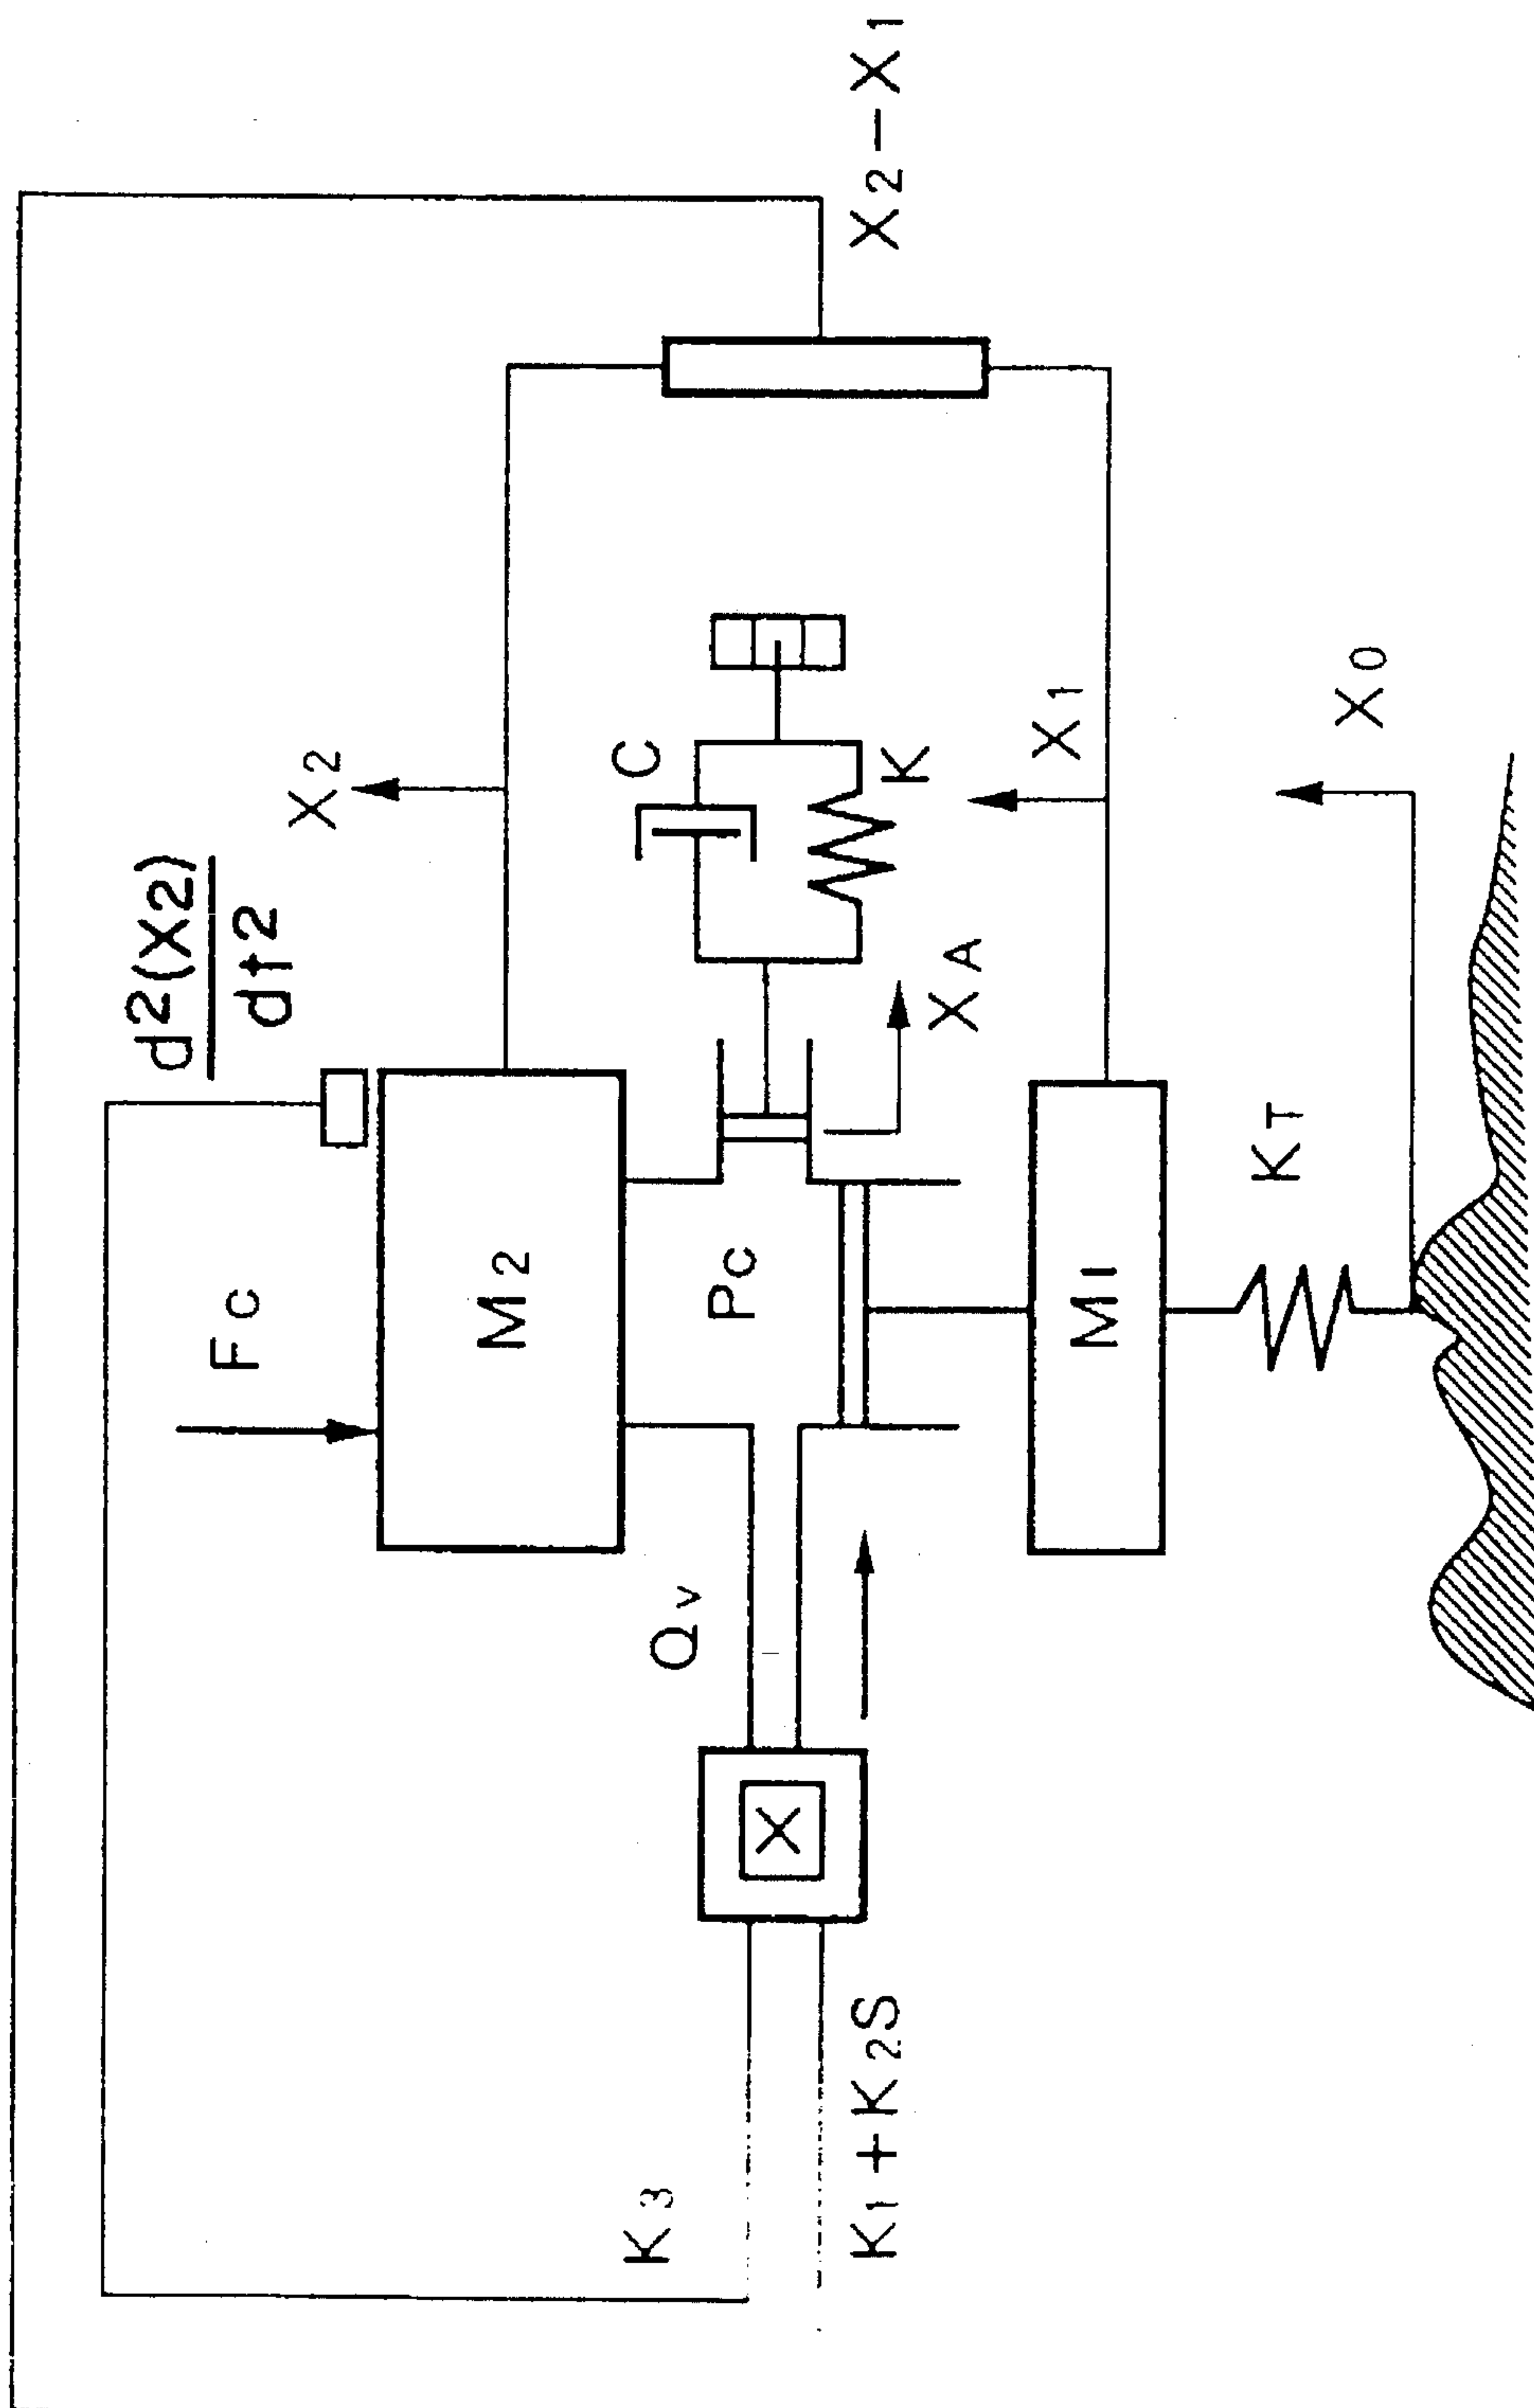 d²(X₂)
dt²
X₂
X₂−X₁
Fc
M₂
C
K
Qv
Pc
X
XA
K₃
K₁+K₂S
X₁
M₁
KT
X₀